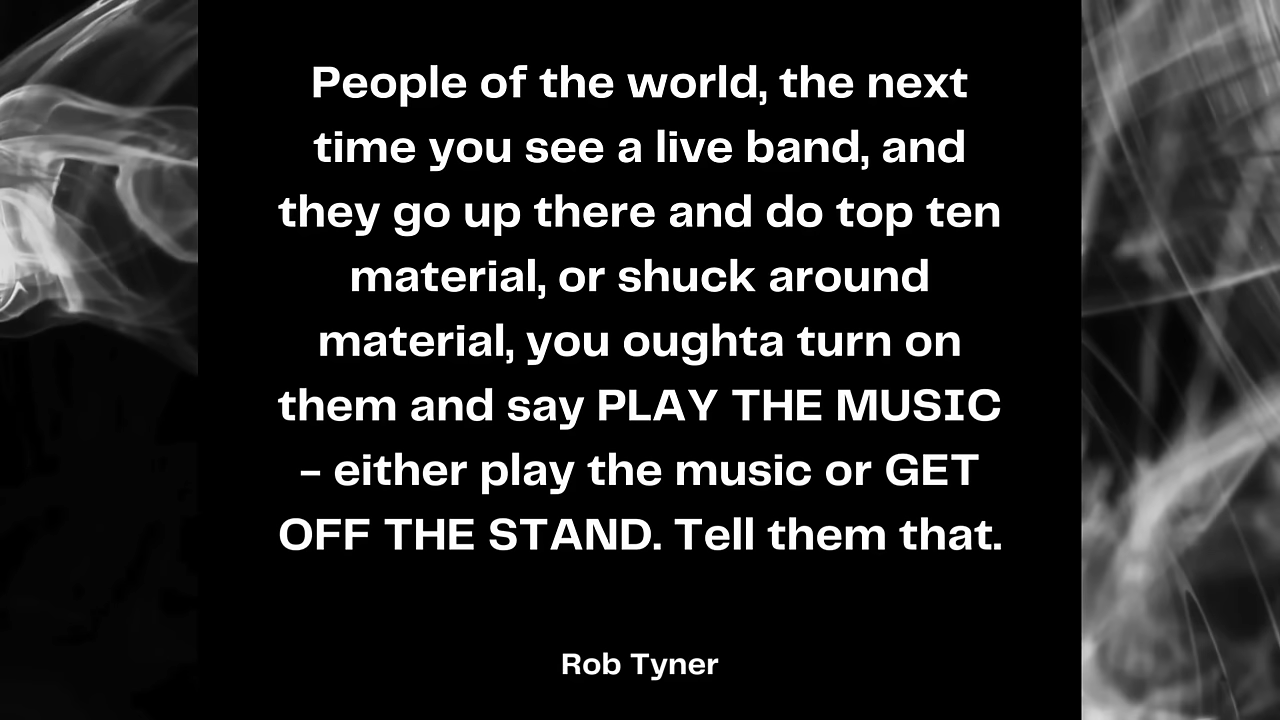 People of the world, the next
time you see a live band, and
they go up there and do top ten
material, or shuck around
material, you oughta turn on
them and say PLAY THE MUSIC
– either play the music or GET
OFF THE STAND. Tell them that.
Rob Tyner